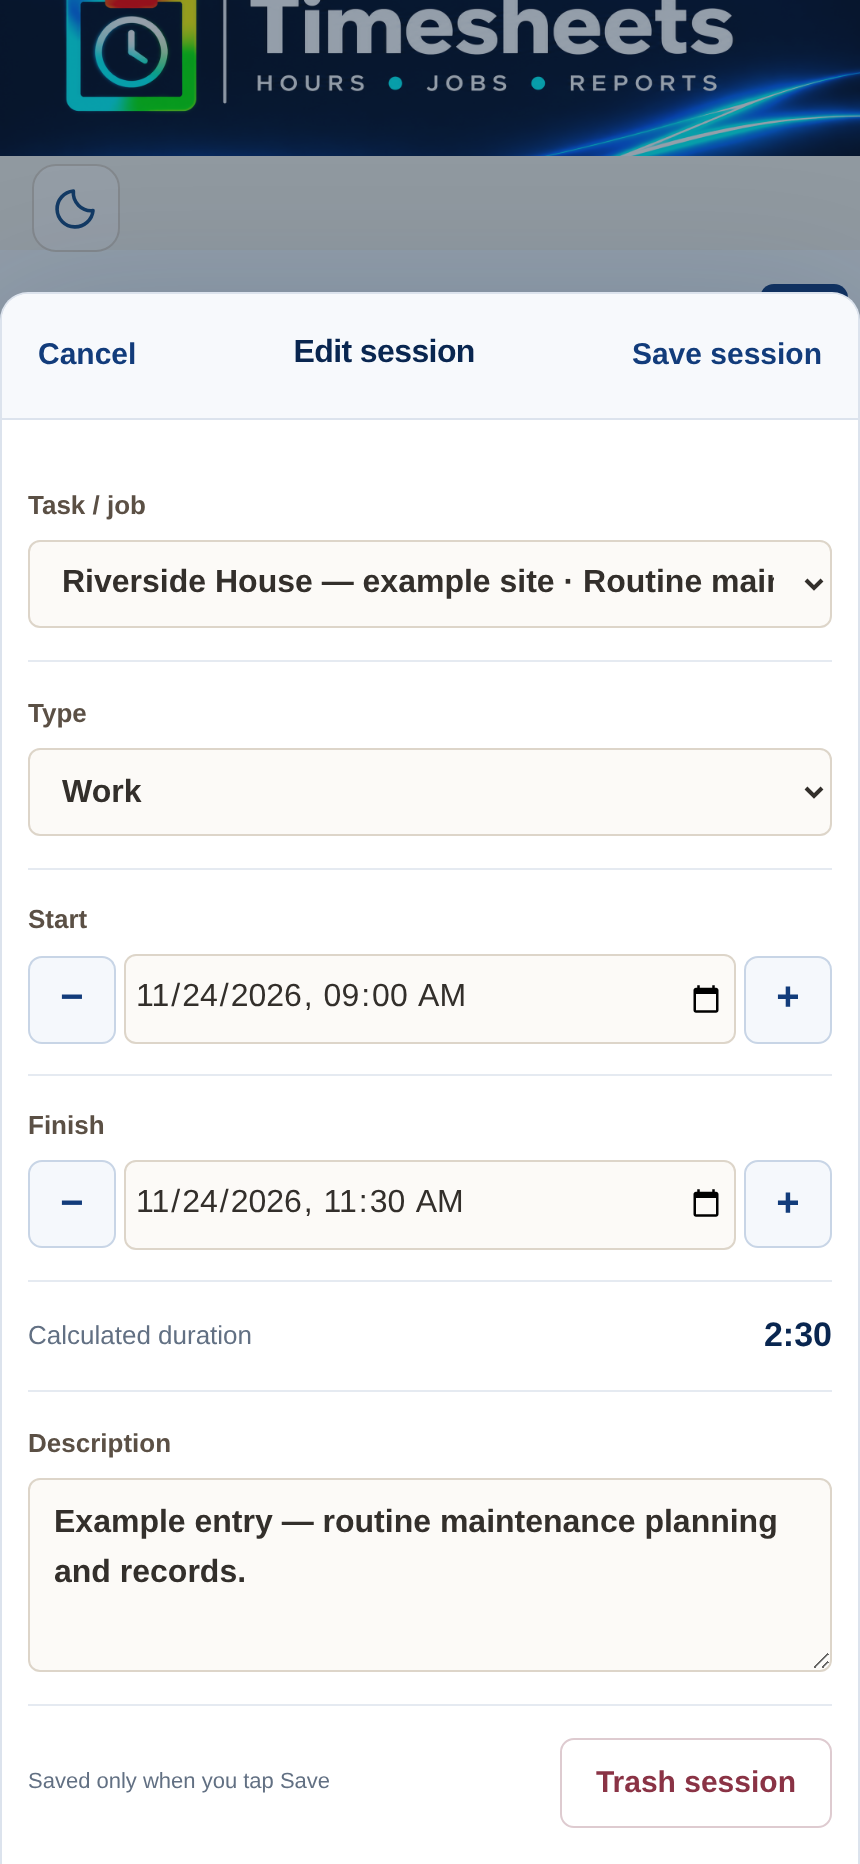 Timesheets
HOURS • JOBS • REPORTS
Cancel
Edit session
Save session
Task / job
Riverside House — example site · Routine
Type
Work
Start
−
11/24/2026, 09:00 AM
+
Finish
−
11/24/2026, 11:30 AM
+
Calculated duration
2:30
Description
Example entry — routine maintenance planning
and records.
Saved only when you tap Save
Trash session